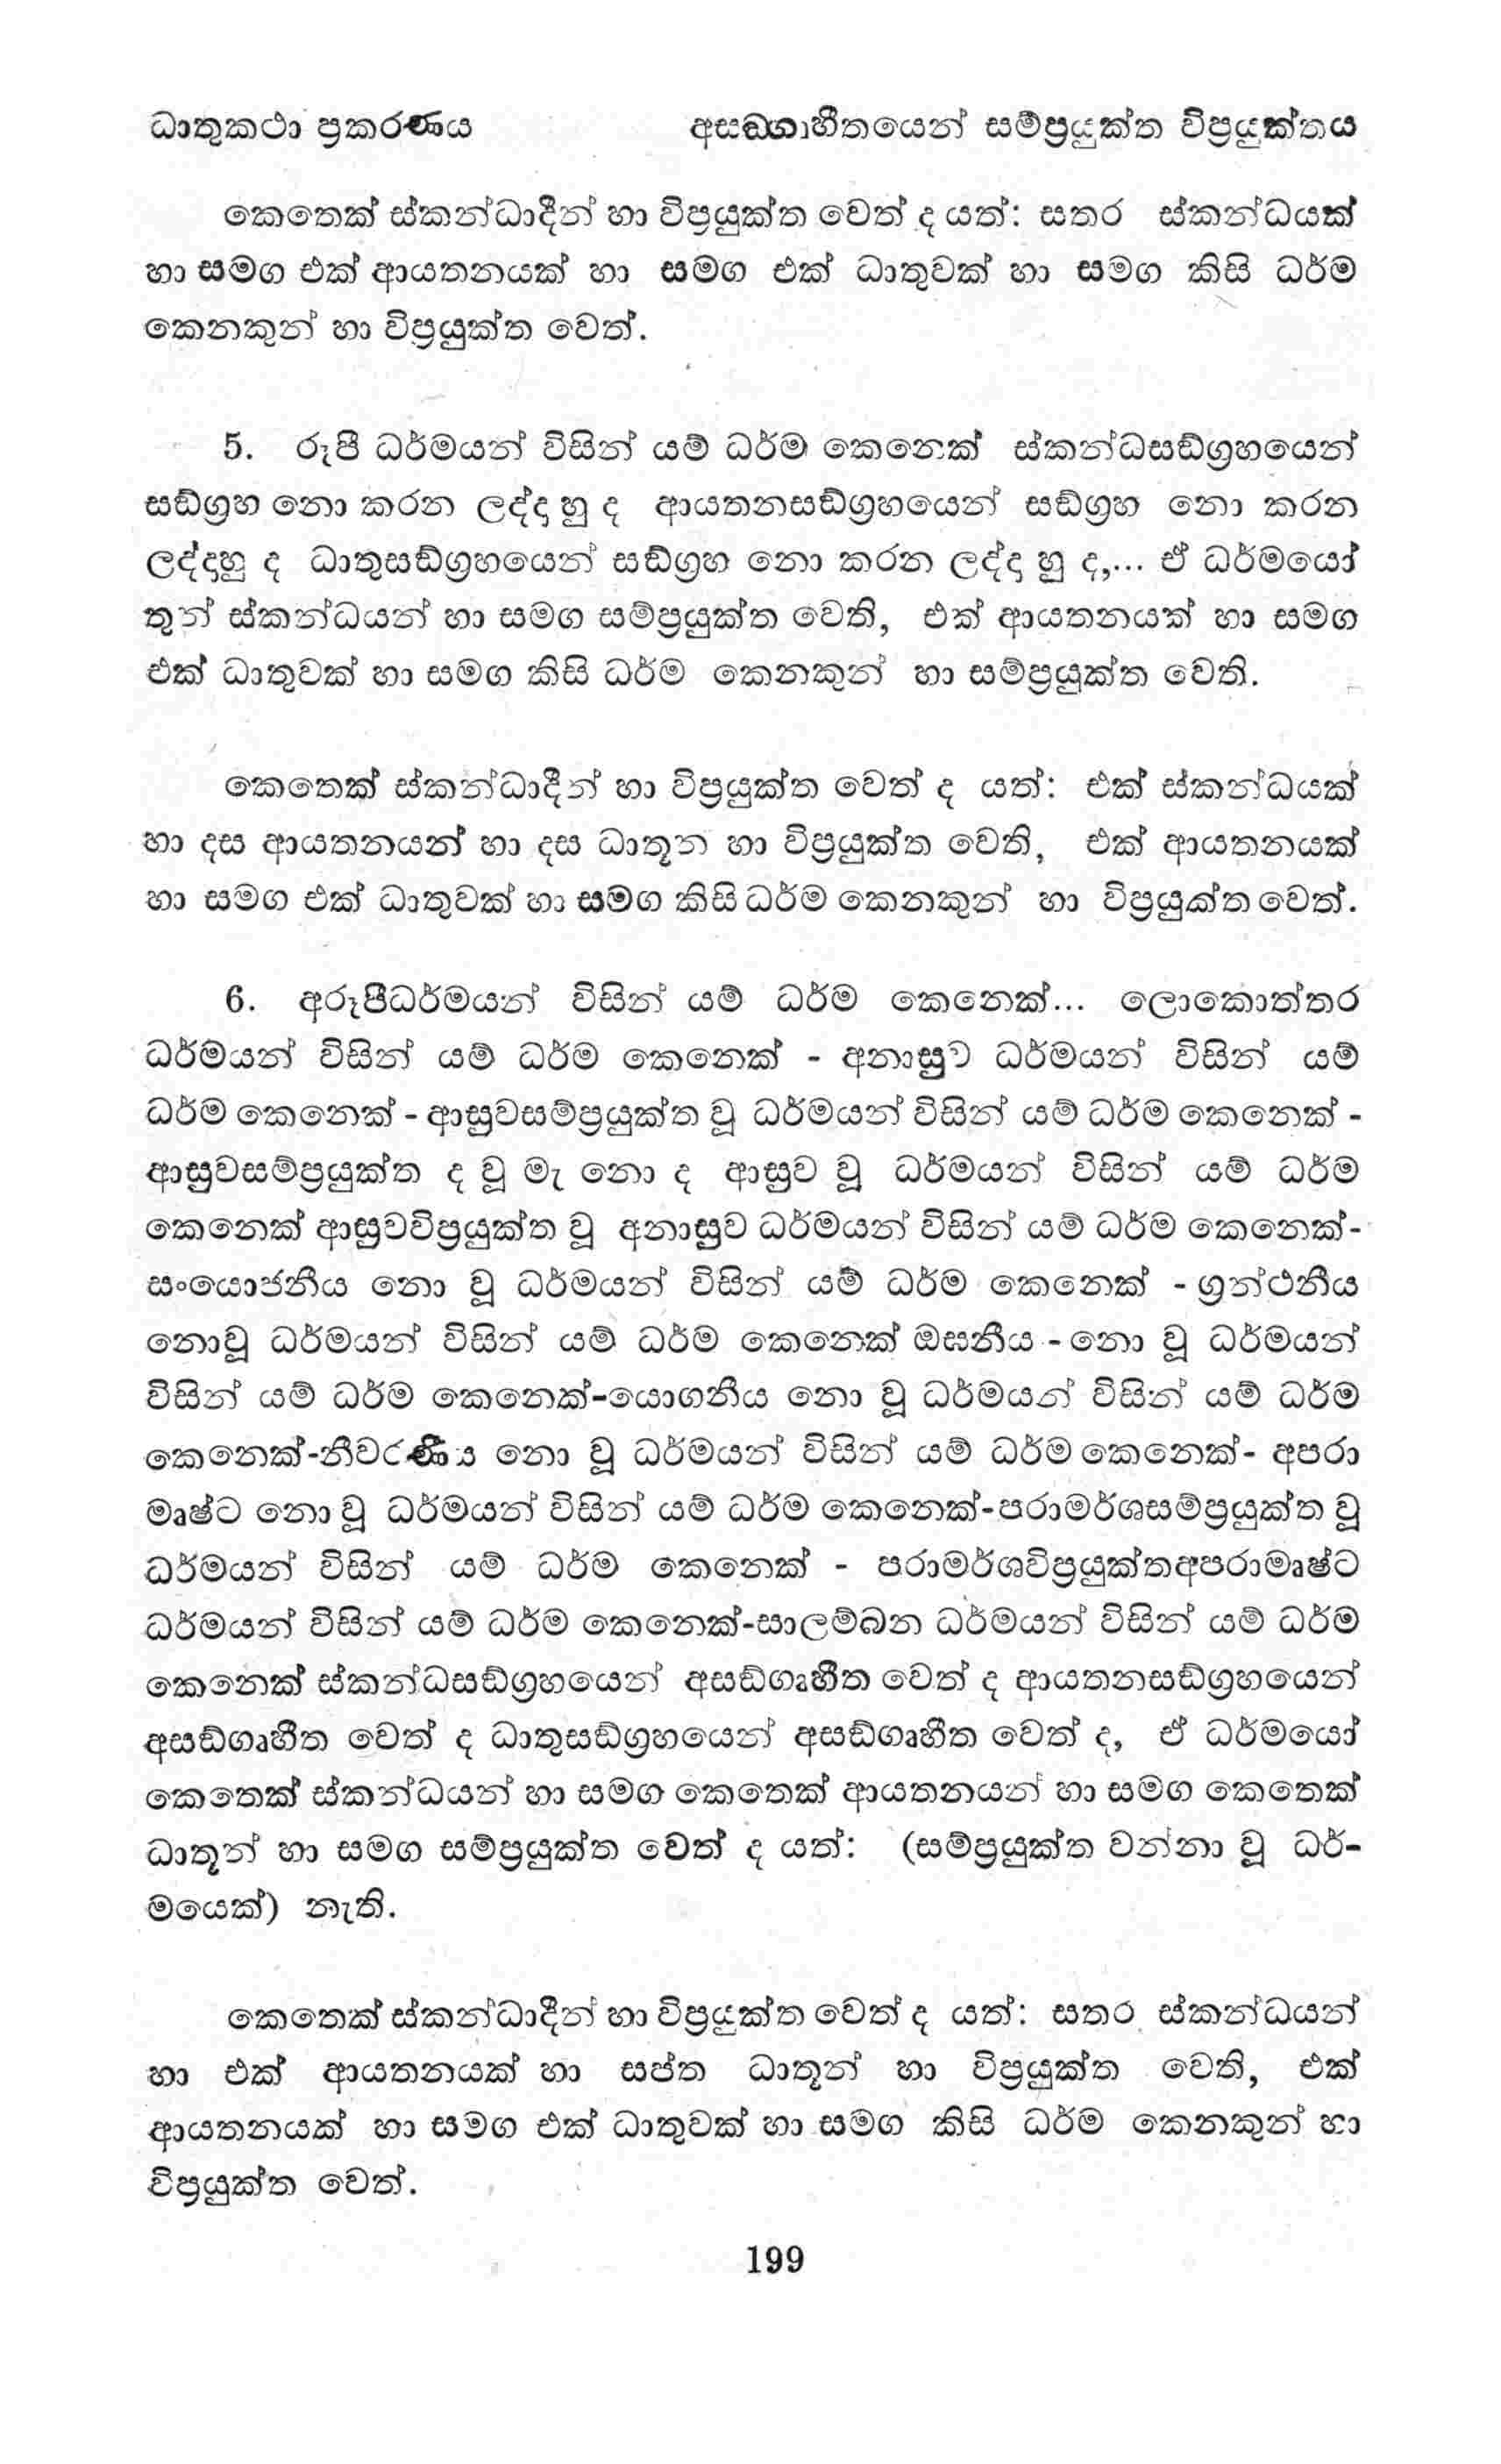 ධාතුකථා ප්‍රකරණය අසඞ්ගෘහීතයෙන් සම්ප්‍රයුක්ත විප්‍රයුක්තය
කෙතෙක් ස්කන්ධාදීන් හා විප්‍රයුක්ත වෙත් ද යත්: සතර ස්කන්ධයක්
හා සමග එක් ආයතනයක් හා සමග එක් ධාතුවක් හා සමග කිසි ධර්ම
කෙනකුන් හා විප්‍රයුක්ත වෙත්.
5. රූපී ධර්මයන් විසින් යම් ධර්ම කෙනෙක් ස්කන්ධසඞ්ග්‍රහයෙන්
සඞ්ග්‍රහ නො කරන ලද්දාහු ද ආයතනසඞ්ග්‍රහයෙන් සඞ්ග්‍රහ නො කරන
ලද්දාහු ද ධාතුසඞ්ග්‍රහයෙන් සඞ්ග්‍රහ නො කරන ලද්දාහු ද,... ඒ ධර්මයෝ
තුන් ස්කන්ධයන් හා සමග සම්ප්‍රයුක්ත වෙති, එක් ආයතනයක් හා සමග
එක් ධාතුවක් හා සමග කිසි ධර්ම කෙනකුන් හා සම්ප්‍රයුක්ත වෙති.
කෙතෙක් ස්කන්ධාදීන් හා විප්‍රයුක්ත වෙත් ද යත්: එක් ස්කන්ධයක්
හා දස ආයතනයන් හා දස ධාතූන හා විප්‍රයුක්ත වෙති, එක් ආයතනයක්
හා සමග එක් ධාතුවක් හා සමග කිසි ධර්ම කෙනකුන් හා විප්‍රයුක්ත වෙත්.
6. අරූපීධර්මයන් විසින් යම් ධර්ම කෙනෙක්... ලොකොත්තර
ධර්මයන් විසින් යම් ධර්ම කෙනෙක් - අනාස්‍රව ධර්මයන් විසින් යම්
ධර්ම කෙනෙක් - ආස්‍රවසම්ප්‍රයුක්ත වූ ධර්මයන් විසින් යම් ධර්ම කෙනෙක් -
ආස්‍රවසම්ප්‍රයුක්ත ද වූ මැ නො ද ආස්‍රව වූ ධර්මයන් විසින් යම් ධර්ම
කෙනෙක් ආස්‍රවවිප්‍රයුක්ත වූ අනාස්‍රව ධර්මයන් විසින් යම් ධර්ම කෙනෙක්-
සංයොජනීය නො වූ ධර්මයන් විසින් යම් ධර්ම කෙනෙක් - ග්‍රන්ථනීය
නොවූ ධර්මයන් විසින් යම් ධර්ම කෙනෙක් ඔඝනීය - නො වූ ධර්මයන්
විසින් යම් ධර්ම කෙනෙක්-යොගනීය නො වූ ධර්මයන් විසින් යම් ධර්ම
කෙනෙක්-නීවරණීය නො වූ ධර්මයන් විසින් යම් ධර්ම කෙනෙක්- අපරා
මෘෂ්ට නො වූ ධර්මයන් විසින් යම් ධර්ම කෙනෙක්-පරාමර්ශසම්ප්‍රයුක්ත වූ
ධර්මයන් විසින් යම් ධර්ම කෙනෙක් - පරාමර්ශවිප්‍රයුක්තඅපරාමෘෂ්ට
ධර්මයන් විසින් යම් ධර්ම කෙනෙක්-සාලම්බන ධර්මයන් විසින් යම් ධර්ම
කෙනෙක් ස්කන්ධසඞ්ග්‍රහයෙන් අසඞ්ගෘහීත වෙත් ද ආයතනසඞ්ග්‍රහයෙන්
අසඞ්ගෘහීත වෙත් ද ධාතුසඞ්ග්‍රහයෙන් අසඞ්ගෘහීත වෙත් ද, ඒ ධර්මයෝ
කෙතෙක් ස්කන්ධයන් හා සමග කෙතෙක් ආයතනයන් හා සමග කෙතෙක්
ධාතූන් හා සමග සම්ප්‍රයුක්ත වෙත් ද යත්: (සම්ප්‍රයුක්ත වන්නා වූ ධර්-
මයෙක්) නැති.
කෙතෙක් ස්කන්ධාදීන් හා විප්‍රයුක්ත වෙත් ද යත්: සතර ස්කන්ධයන්
හා එක් ආයතනයක් හා සප්ත ධාතූන් හා විප්‍රයුක්ත වෙති, එක්
ආයතනයක් හා සමග එක් ධාතුවක් හා සමග කිසි ධර්ම කෙනකුන් හා
විප්‍රයුක්ත වෙත්.
199